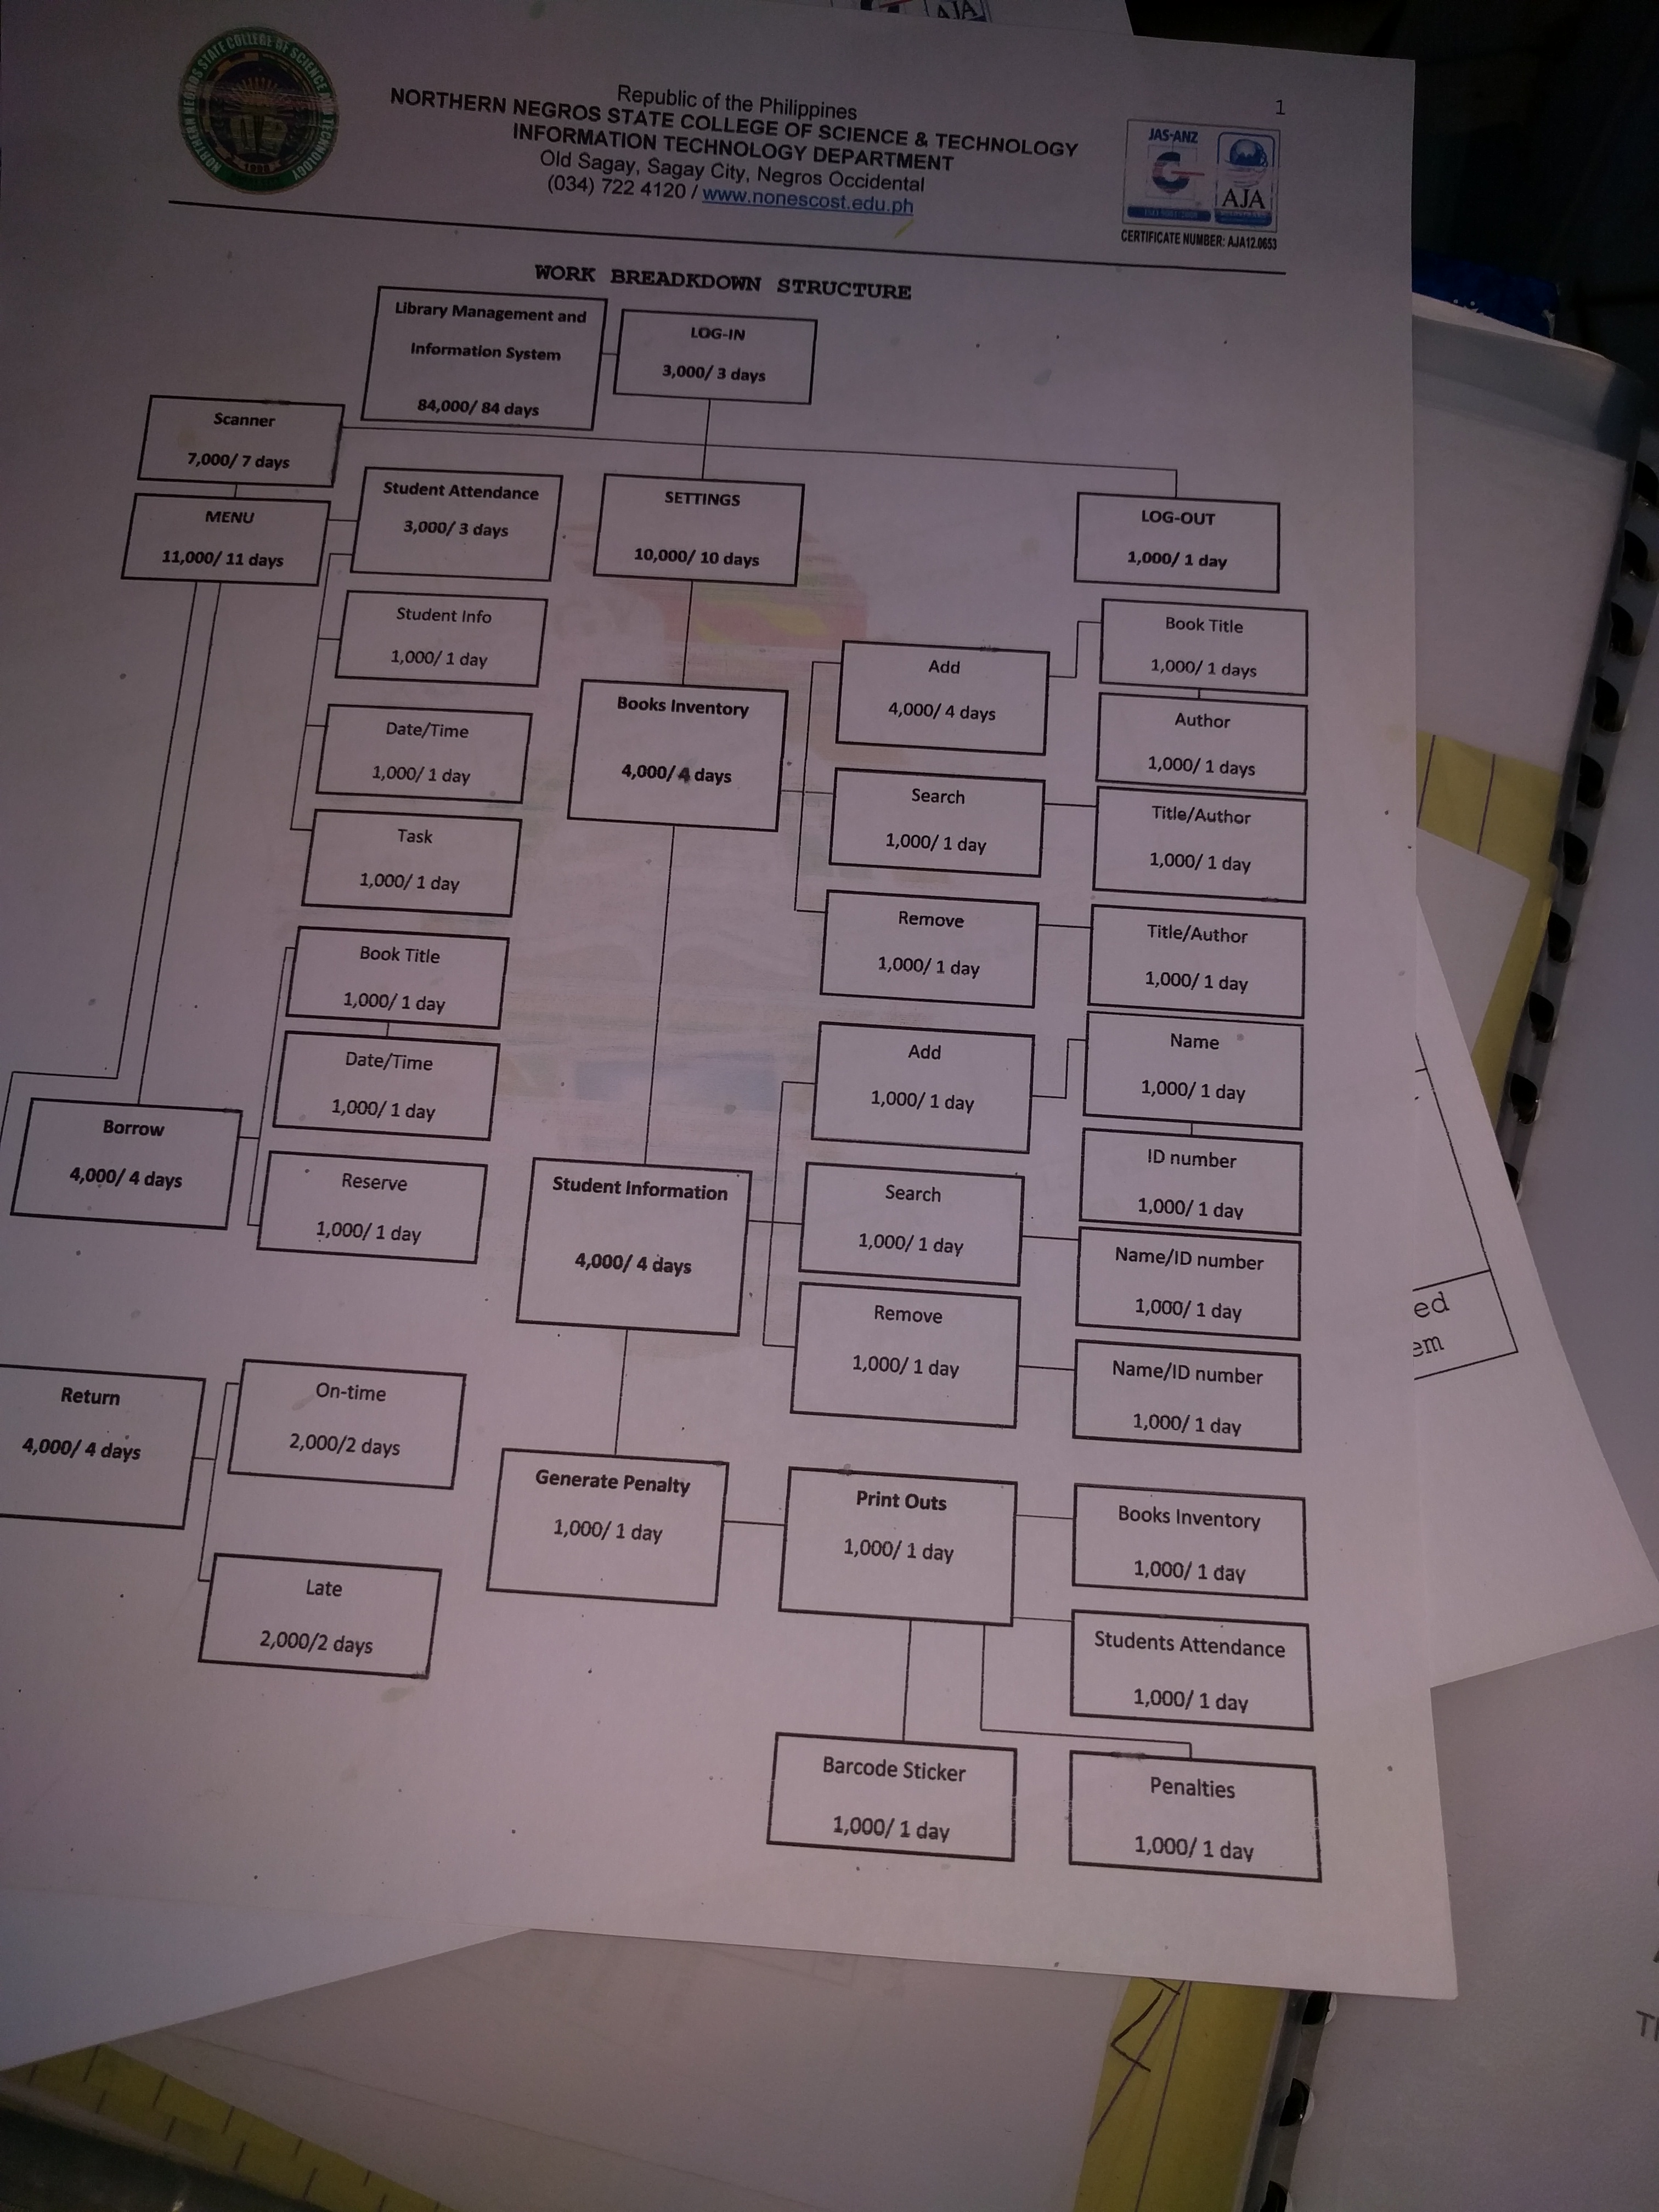 AJA
NORTHERN NEGROS STATE COLLEGE OF SCIENCE AND TECHNOLOGY
1998
Republic of the Philippines
NORTHERN NEGROS STATE COLLEGE OF SCIENCE & TECHNOLOGY
INFORMATION TECHNOLOGY DEPARTMENT
Old Sagay, Sagay City, Negros Occidental
(034) 722 4120 / www.nonescost.edu.ph
1
JAS-ANZ
AJA
CERTIFICATE NUMBER: AJA12.0653
WORK BREADKDOWN STRUCTURE
Library Management and
Information System
84,000/ 84 days
LOG-IN
3,000/ 3 days
Scanner
7,000/ 7 days
MENU
11,000/ 11 days
Student Attendance
3,000/ 3 days
SETTINGS
10,000/ 10 days
LOG-OUT
1,000/ 1 day
Student Info
1,000/ 1 day
Date/Time
1,000/ 1 day
Task
1,000/ 1 day
Books Inventory
4,000/ 4 days
Add
4,000/ 4 days
Book Title
1,000/ 1 days
Author
1,000/ 1 days
Search
1,000/ 1 day
Title/Author
1,000/ 1 day
Remove
1,000/ 1 day
Title/Author
1,000/ 1 day
Book Title
1,000/ 1 day
Date/Time
1,000/ 1 day
Borrow
4,000/ 4 days
Reserve
1,000/ 1 day
Student Information
4,000/ 4 days
Add
1,000/ 1 day
Name
1,000/ 1 day
ID number
1,000/ 1 day
Search
1,000/ 1 day
Name/ID number
1,000/ 1 day
Remove
1,000/ 1 day
Name/ID number
1,000/ 1 day
Return
4,000/ 4 days
On-time
2,000/2 days
Late
2,000/2 days
Generate Penalty
1,000/ 1 day
Print Outs
1,000/ 1 day
Books Inventory
1,000/ 1 day
Students Attendance
1,000/ 1 day
Barcode Sticker
1,000/ 1 day
Penalties
1,000/ 1 day
ed
em